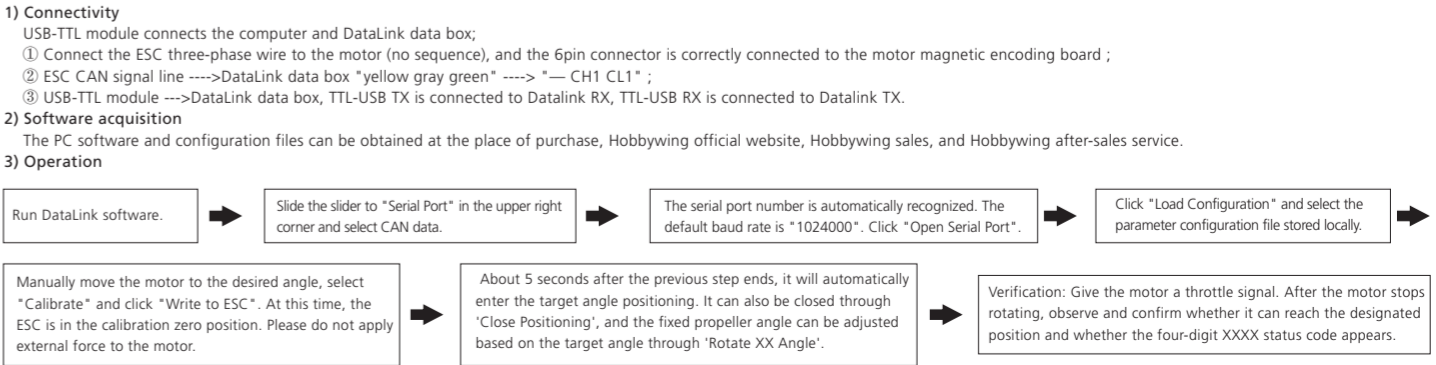 1) Connectivity
USB-TTL module connects the computer and DataLink data box;
① Connect the ESC three-phase wire to the motor (no sequence), and the 6pin connector is correctly connected to the motor magnetic encoding board ;
② ESC CAN signal line ---->DataLink data box "yellow gray green" ----> "— CH1 CL1" ;
③ USB-TTL module --->DataLink data box, TTL-USB TX is connected to Datalink RX, TTL-USB RX is connected to Datalink TX.
2) Software acquisition
The PC software and configuration files can be obtained at the place of purchase, Hobbywing official website, Hobbywing sales, and Hobbywing after-sales service.
3) Operation
Run DataLink software.
Slide the slider to "Serial Port" in the upper right
corner and select CAN data.
The serial port number is automatically recognized. The
default baud rate is "1024000". Click "Open Serial Port".
Click "Load Configuration" and select the
parameter configuration file stored locally.
Manually move the motor to the desired angle, select
"Calibrate" and click "Write to ESC". At this time, the
ESC is in the calibration zero position. Please do not apply
external force to the motor.
About 5 seconds after the previous step ends, it will automatically
enter the target angle positioning. It can also be closed through
'Close Positioning', and the fixed propeller angle can be adjusted
based on the target angle through 'Rotate XX Angle'.
Verification: Give the motor a throttle signal. After the motor stops
rotating, observe and confirm whether it can reach the designated
position and whether the four-digit XXXX status code appears.